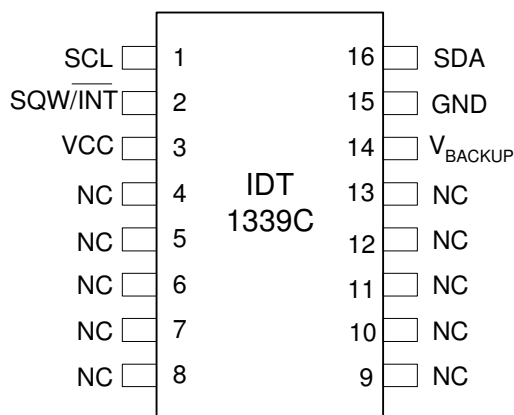 SCL 1 16 SDA
SQW/INT 2 15 GND
VCC 3 14 VBACKUP
NC 4 13 NC
IDT
1339C
NC 5 12 NC
NC 6 11 NC
NC 7 10 NC
NC 8 9 NC